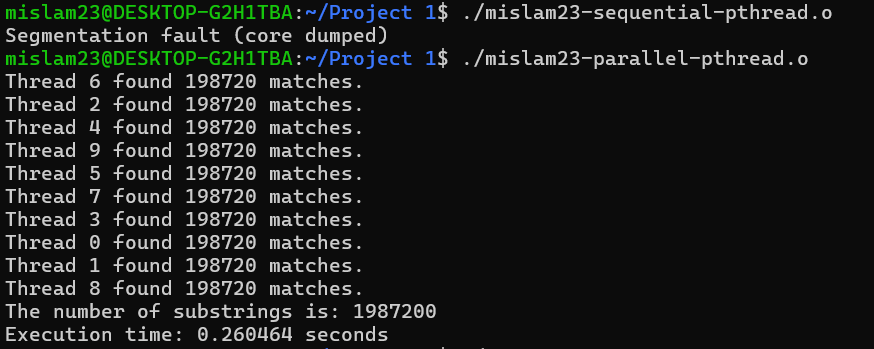 mislam23@DESKTOP-G2H1TBA:~/Project 1$ ./mislam23-sequential-pthread.o
Segmentation fault (core dumped)
mislam23@DESKTOP-G2H1TBA:~/Project 1$ ./mislam23-parallel-pthread.o
Thread 6 found 198720 matches.
Thread 2 found 198720 matches.
Thread 4 found 198720 matches.
Thread 9 found 198720 matches.
Thread 5 found 198720 matches.
Thread 7 found 198720 matches.
Thread 3 found 198720 matches.
Thread 0 found 198720 matches.
Thread 1 found 198720 matches.
Thread 8 found 198720 matches.
The number of substrings is: 1987200
Execution time: 0.260464 seconds